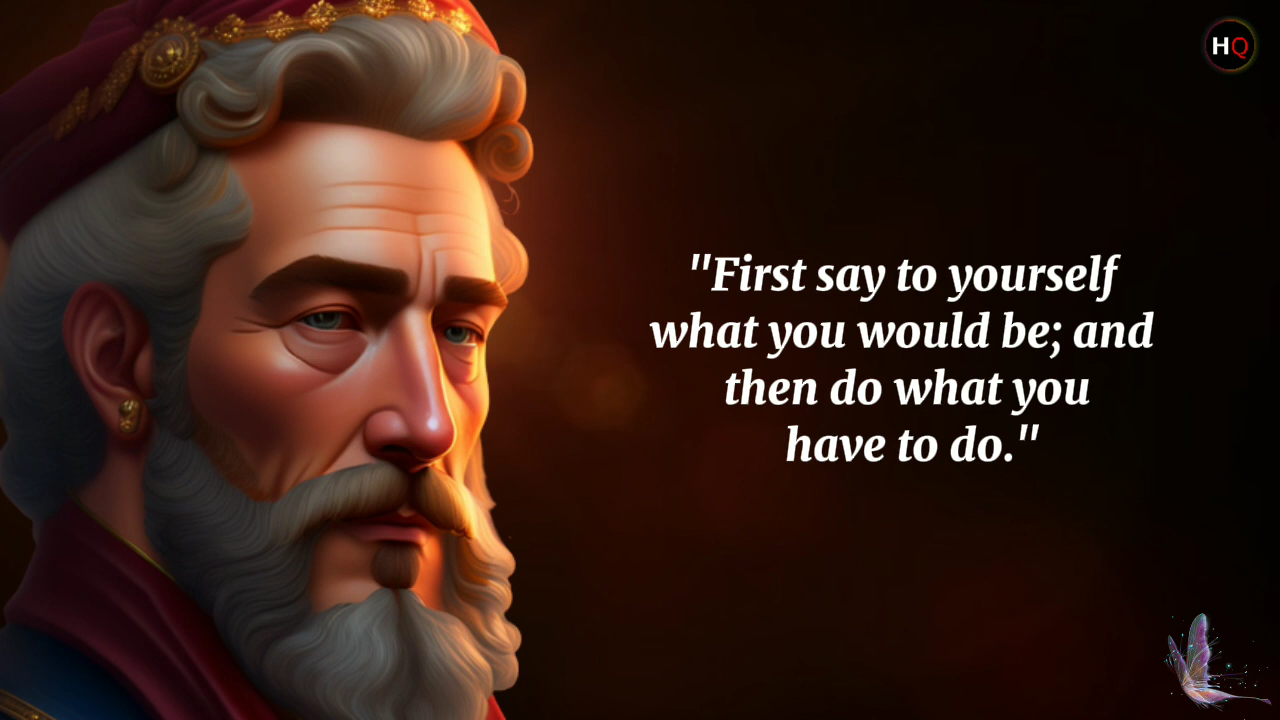 HQ
"First say to yourself
what you would be; and
then do what you
have to do."